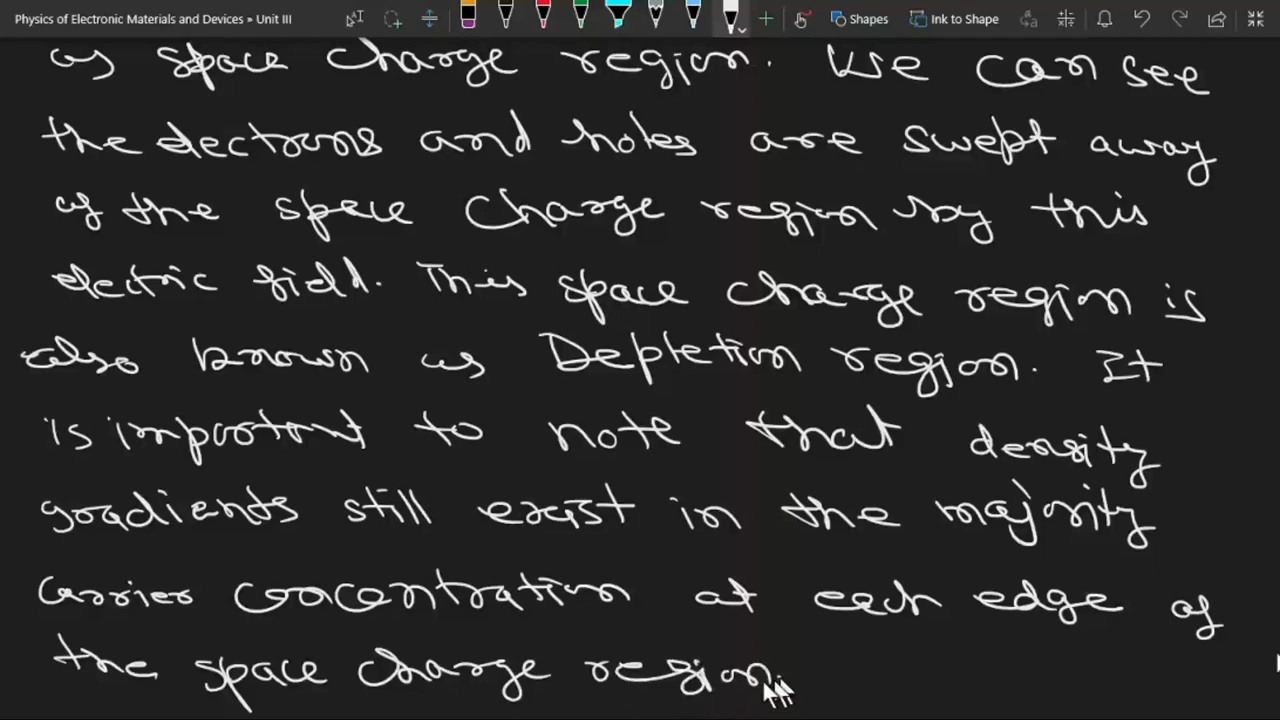 Physics of Electronic Materials and Devices » Unit III
Shapes
Ink to Shape
as space charge region. We can see
the electrons and holes are swept away
of the space charge region by this
electric field. This space charge region is
also known as Depletion region. It
is important to note that density
gradients still exist in the majority
carrier concentration at each edge of
the space charge region.